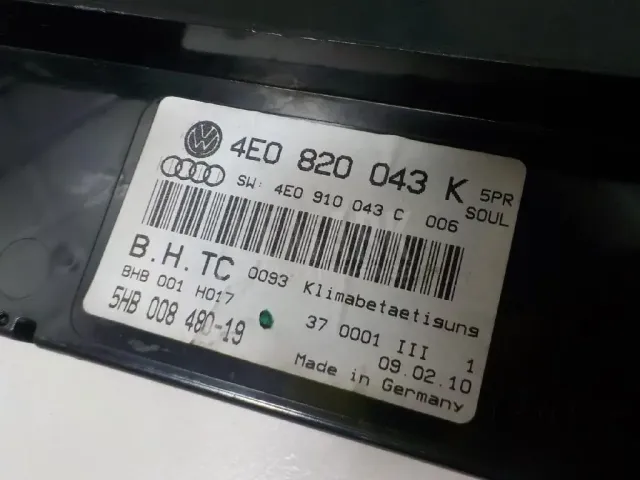 4E0 820 043 K 5PR
SW: 4E0 910 043 C 006 SOUL
B.H.TC 0093 Klimabetaetigung
BHB 001 H017
5HB 008 480-19 37 0001 III 1
09.02.10
Made in Germany